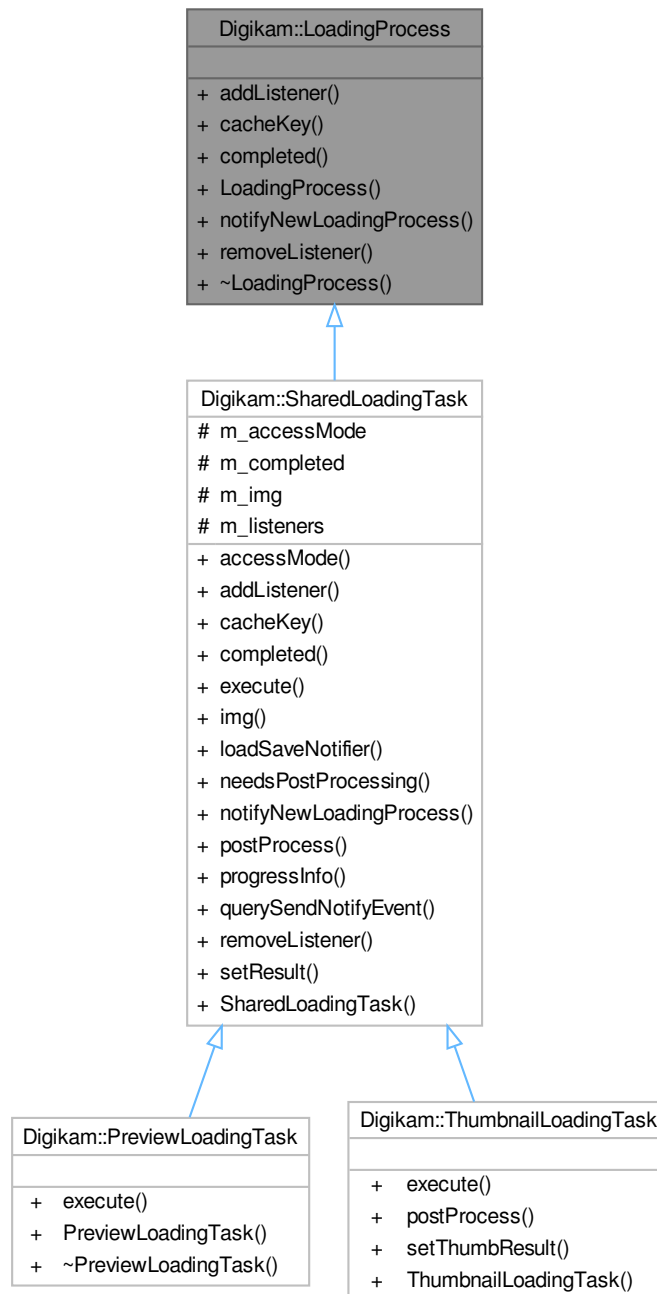 Digikam::LoadingProcess
+ addListener()
+ cacheKey()
+ completed()
+ LoadingProcess()
+ notifyNewLoadingProcess()
+ removeListener()
+ ~LoadingProcess()
Digikam::SharedLoadingTask
# m_accessMode
# m_completed
# m_img
# m_listeners
+ accessMode()
+ addListener()
+ cacheKey()
+ completed()
+ execute()
+ img()
+ loadSaveNotifier()
+ needsPostProcessing()
+ notifyNewLoadingProcess()
+ postProcess()
+ progressInfo()
+ querySendNotifyEvent()
+ removeListener()
+ setResult()
+ SharedLoadingTask()
Digikam::PreviewLoadingTask
+ execute()
+ PreviewLoadingTask()
+ ~PreviewLoadingTask()
Digikam::ThumbnailLoadingTask
+ execute()
+ postProcess()
+ setThumbResult()
+ ThumbnailLoadingTask()